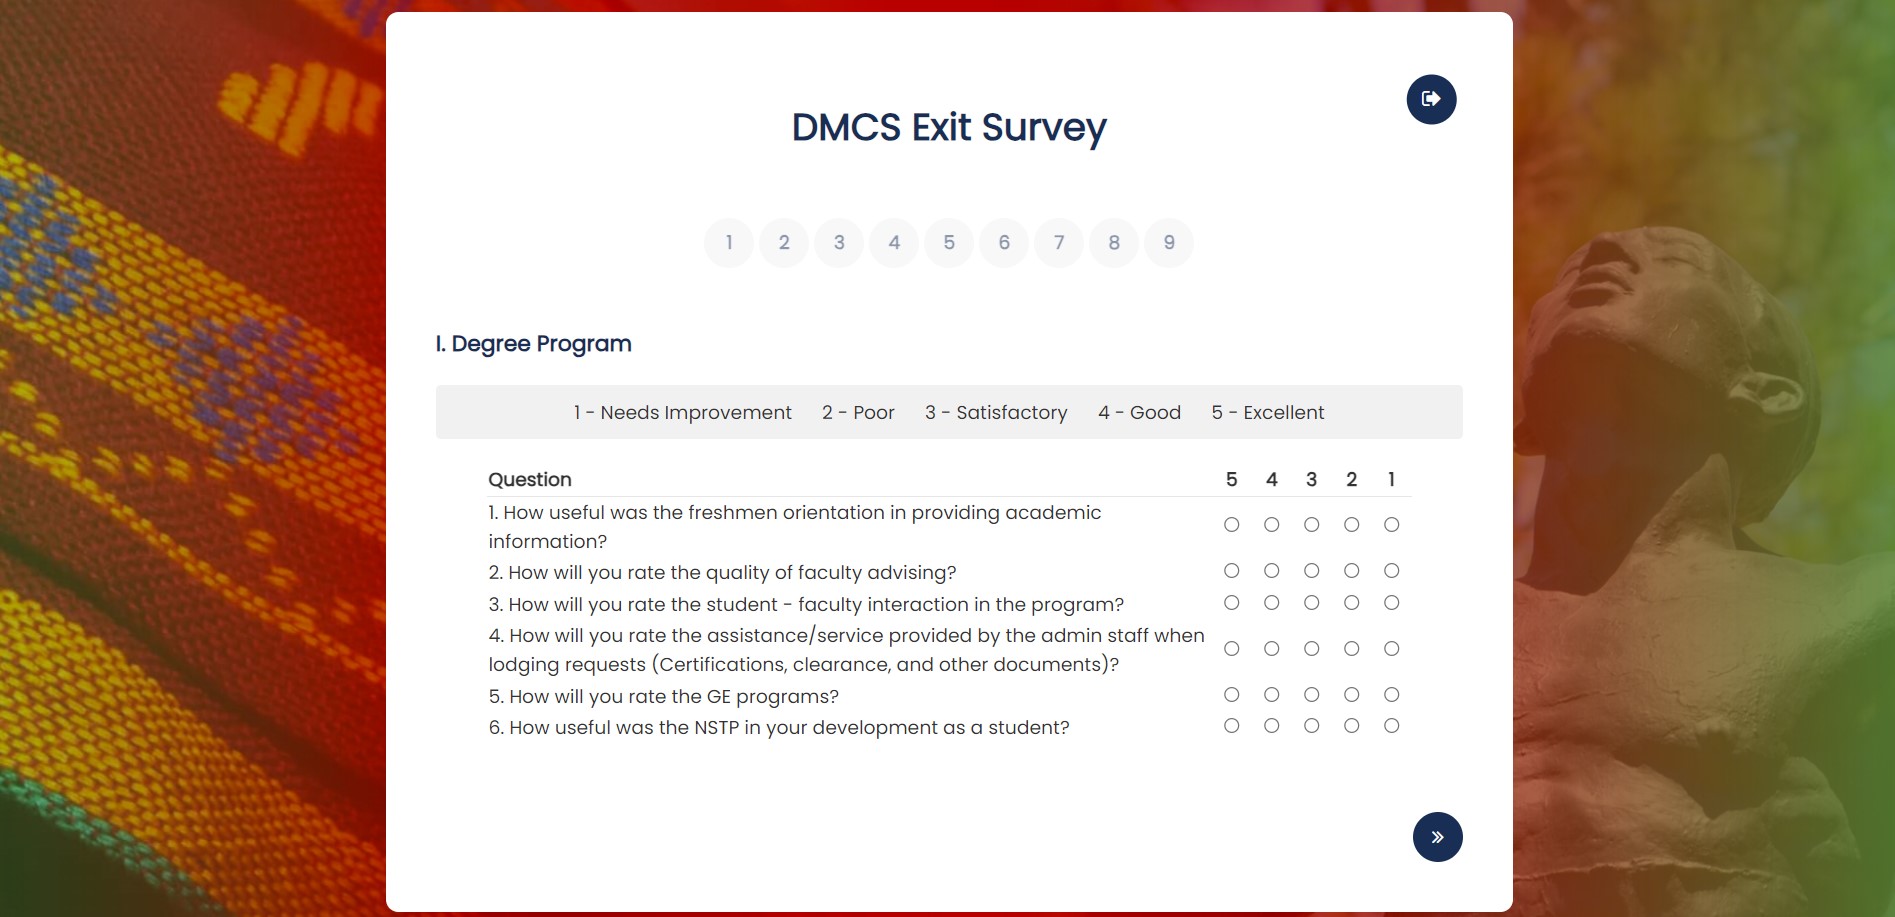 DMCS Exit Survey
1 2 3 4 5 6 7 8 9
I. Degree Program
1 - Needs Improvement 2 - Poor 3 - Satisfactory 4 - Good 5 - Excellent
Question 5 4 3 2 1
1. How useful was the freshmen orientation in providing academic
information?
2. How will you rate the quality of faculty advising?
3. How will you rate the student - faculty interaction in the program?
4. How will you rate the assistance/service provided by the admin staff when
lodging requests (Certifications, clearance, and other documents)?
5. How will you rate the GE programs?
6. How useful was the NSTP in your development as a student?